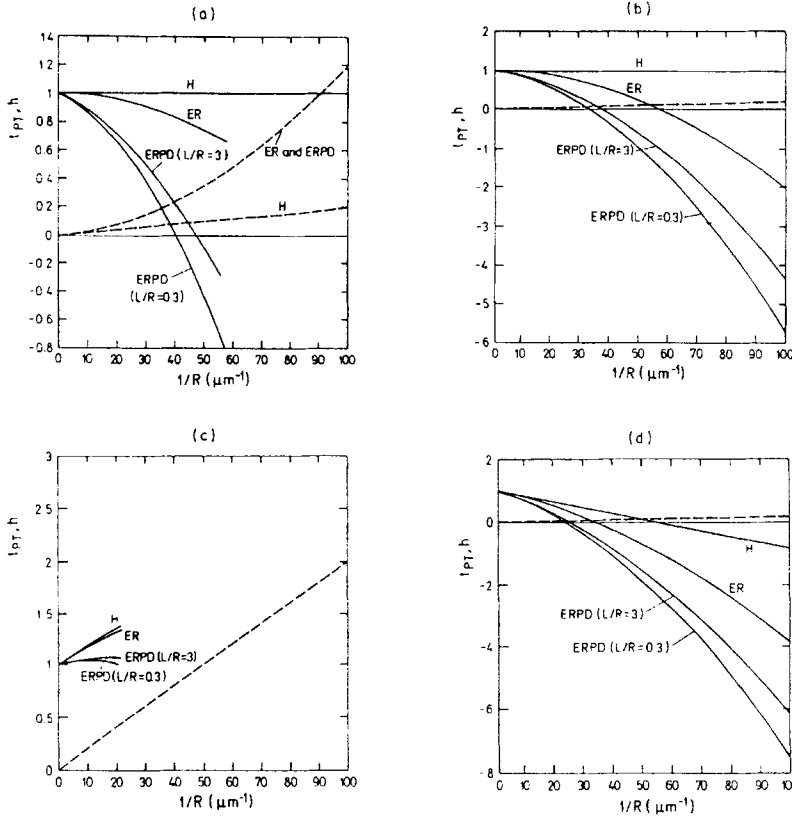 (a)
1.4
1.2
1
0.8
0.6
0.4
0.2
0
-0.2
-0.4
-0.6
-0.8
t_PT, h
H
ER
ERPD (L/R=3)
ER and ERPD
H
ERPD
(L/R=0.3)
0 10 20 30 40 50 60 70 80 90 100
1/R (μm⁻¹)
(b)
2
1
0
-1
-2
-3
-4
-5
-6
t_PT, h
H
ER
ERPD (L/R=3)
ERPD (L/R=0.3)
0 10 20 30 40 50 60 70 80 90 100
1/R (μm⁻¹)
(c)
3
2.5
2
1.5
1
0.5
0
t_PT, h
H
ER
ERPD (L/R=3)
ERPD (L/R=0.3)
0 10 20 30 40 50 60 70 80 90 100
1/R (μm⁻¹)
(d)
2
0
-2
-4
-6
-8
t_PT, h
H
ER
ERPD (L/R=3)
ERPD (L/R=0.3)
0 10 20 30 40 50 60 70 80 90 100
1/R (μm⁻¹)